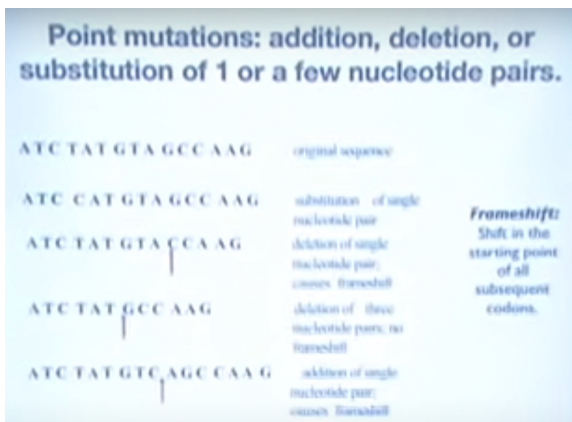 Point mutations: addition, deletion, or
substitution of 1 or a few nucleotide pairs.
ATC TAT GTA GCC AAG original sequence
ATC CAT GTA GCC AAG substitution of single
nucleotide pair
ATC TAT GTA CCA AG deletion of single
nucleotide pair;
causes frameshift
ATC TAT GCC AAG deletion of three
nucleotide pairs; no
frameshift
ATC TAT GTC AGC CAA G addition of single
nucleotide pair;
causes frameshift
Frameshift:
Shift in the
starting point
of all
subsequent
codons.